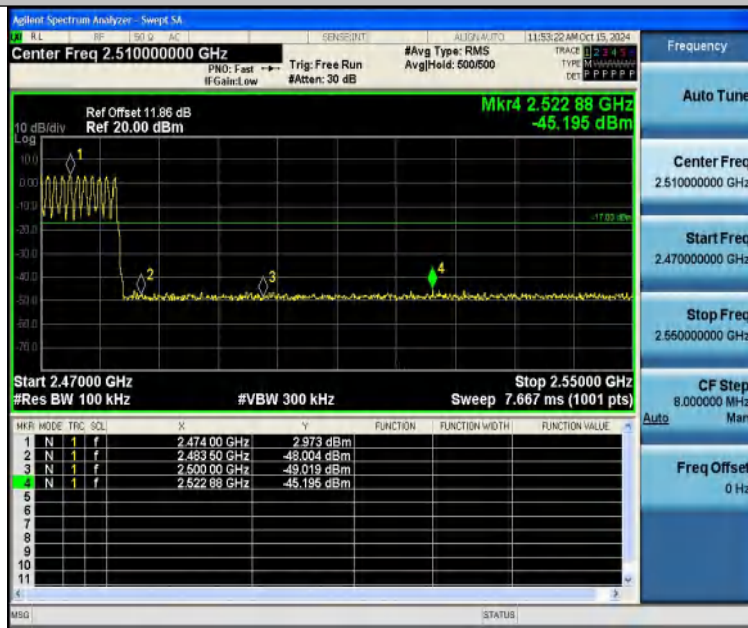 Agilent Spectrum Analyzer - Swept SA
RL RF 50 Ω AC SENSE:INT ALIGN AUTO 11:53:22 AM Oct 15, 2024
Center Freq 2.510000000 GHz
PNO: Fast
IFGain:Low
Trig: Free Run
#Atten: 30 dB
#Avg Type: RMS
Avg|Hold: 500/500
TRACE 1 2 3 4 5
TYPE M
DET P P P P P P
Ref Offset 11.86 dB
10 dB/div Ref 20.00 dBm
Log
Mkr4 2.522 88 GHz
-45.195 dBm
10.0
0.00
-20.0
-30.0
-40.0
-50.0
-60.0
-70.0
1
2
3
4
-17.03 dBm
Start 2.47000 GHz Stop 2.55000 GHz
#Res BW 100 kHz #VBW 300 kHz Sweep 7.667 ms (1001 pts)
MKR MODE TRC SCL X Y FUNCTION FUNCTION WIDTH FUNCTION VALUE
1 N 1 f 2.474 00 GHz 2.973 dBm
2 N 1 f 2.483 50 GHz -48.004 dBm
3 N 1 f 2.500 00 GHz -49.019 dBm
4 N 1 f 2.522 88 GHz -45.195 dBm
5
6
7
8
9
10
11
MSG STATUS
Frequency
Auto Tune
Center Freq
2.510000000 GHz
Start Freq
2.470000000 GHz
Stop Freq
2.550000000 GHz
CF Step
8.000000 MHz
Auto Man
Freq Offset
0 Hz